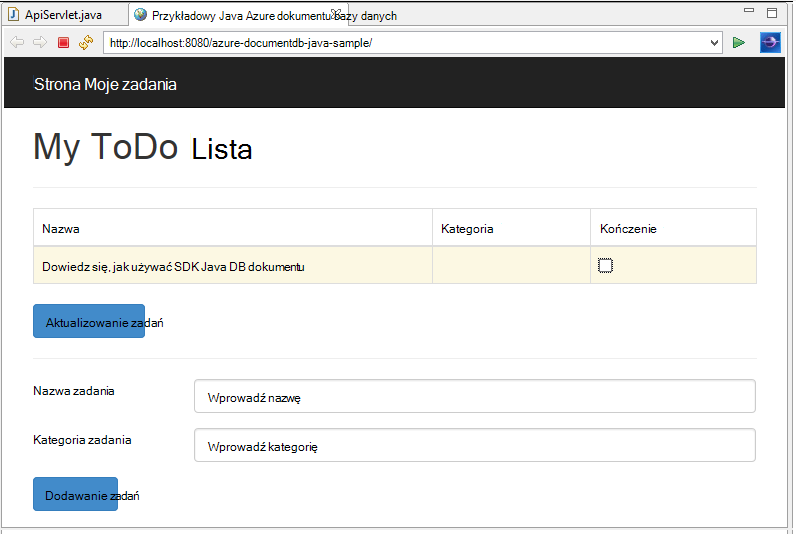 ApiServlet.java Przykładowy Java Azure dokumentu bazy danych
http://localhost:8080/azure-documentdb-java-sample/
Strona Moje zadania
My ToDo Lista
Nazwa Kategoria Kończenie
Dowiedz się, jak używać SDK Java DB dokumentu
Aktualizowanie zadań
Nazwa zadania Wprowadź nazwę
Kategoria zadania Wprowadź kategorię
Dodawanie zadań